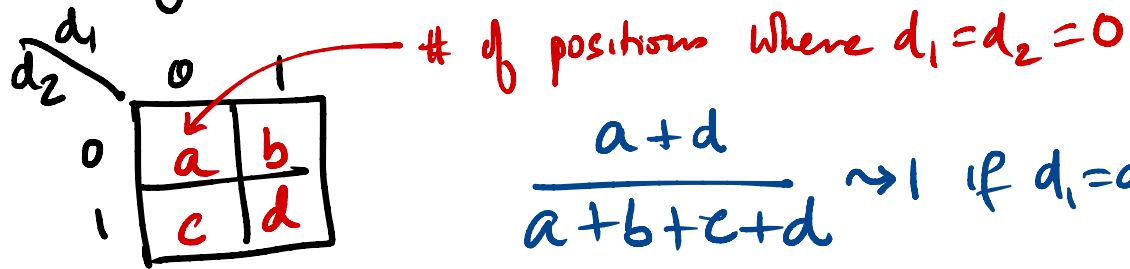 d₁ # of positions where d₁ = d₂ = 0
d₂ 0 1
0 a b
1 c d
a + d
a + b + c + d ⇝ 1 if d₁ =